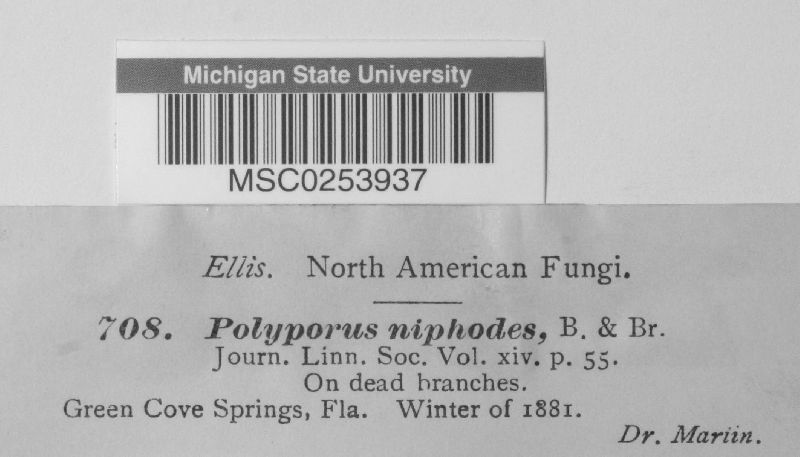 Michigan State University
MSC0253937
Ellis. North American Fungi.
708. Polyporus niphodes, B. & Br.
Journ. Linn. Soc. Vol. xiv. p. 55.
On dead branches.
Green Cove Springs, Fla. Winter of 1881.
Dr. Martin.